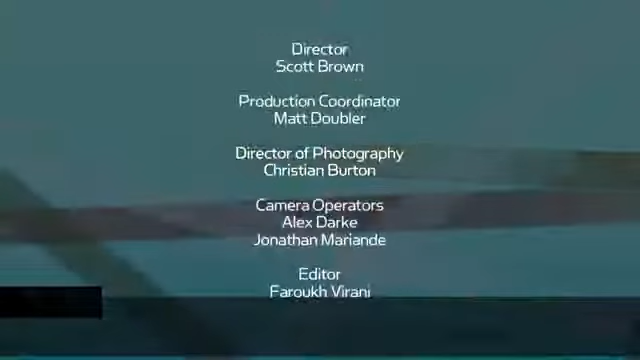 Director
Scott Brown
Production Coordinator
Matt Doubler
Director of Photography
Christian Burton
Camera Operators
Alex Darke
Jonathan Mariande
Editor
Faroukh Virani